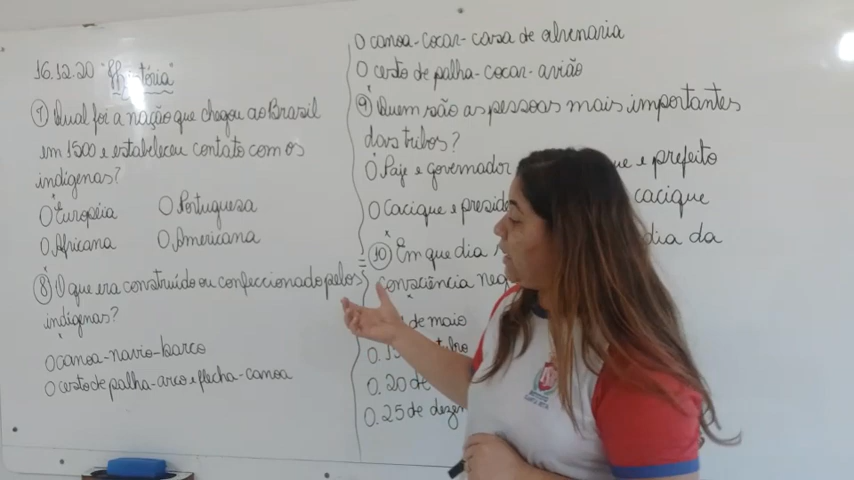 16.12.20 "História"
7) Qual foi a nação que chegou ao Brasil
em 1500 e estabeleceu contato com os
indígenas?
O Européia O Portuguesa
O Africana O Americana
8) O que era construído ou confeccionado pelos
indígenas?
O canoa-navio-barco
O cesto de palha-arco e flecha-canoa
O canoa-cocar-casa de alvenaria
O cesto de palha-cocar-avião
9) Quem são as pessoas mais importantes
das tribos?
O Paje e governador e prefeito
O Cacique e cacique
10) Em que dia dia da
consciência
de maio
O.
O. 20 de
O. 25 de